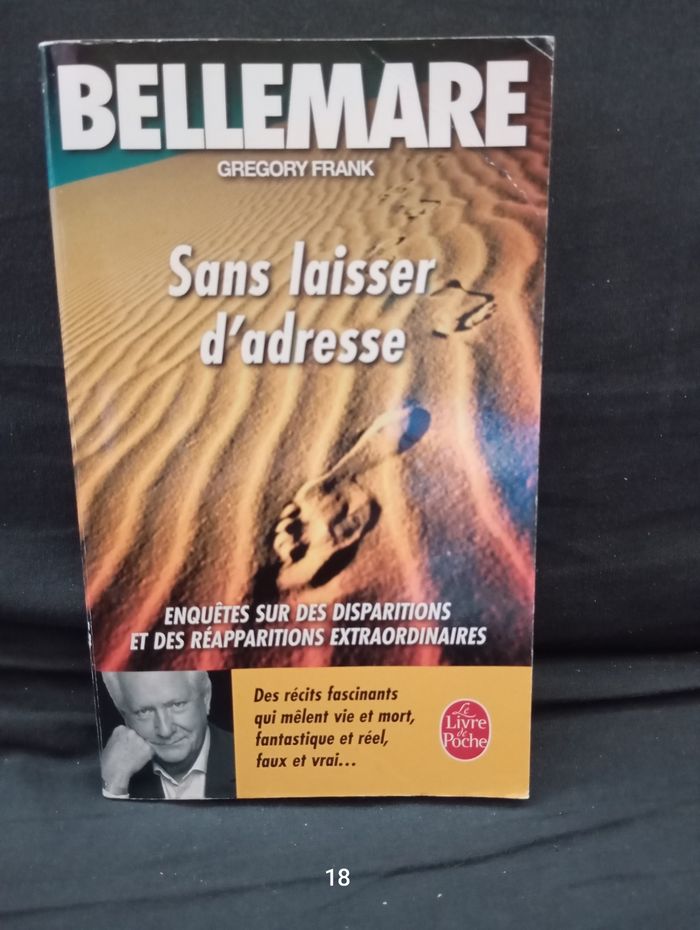 BELLEMARE
GREGORY FRANK
Sans laisser
d'adresse
ENQUÊTES SUR DES DISPARITIONS
ET DES RÉAPPARITIONS EXTRAORDINAIRES
Des récits fascinants
qui mêlent vie et mort,
fantastique et réel,
faux et vrai...
Le
Livre
de
Poche
18